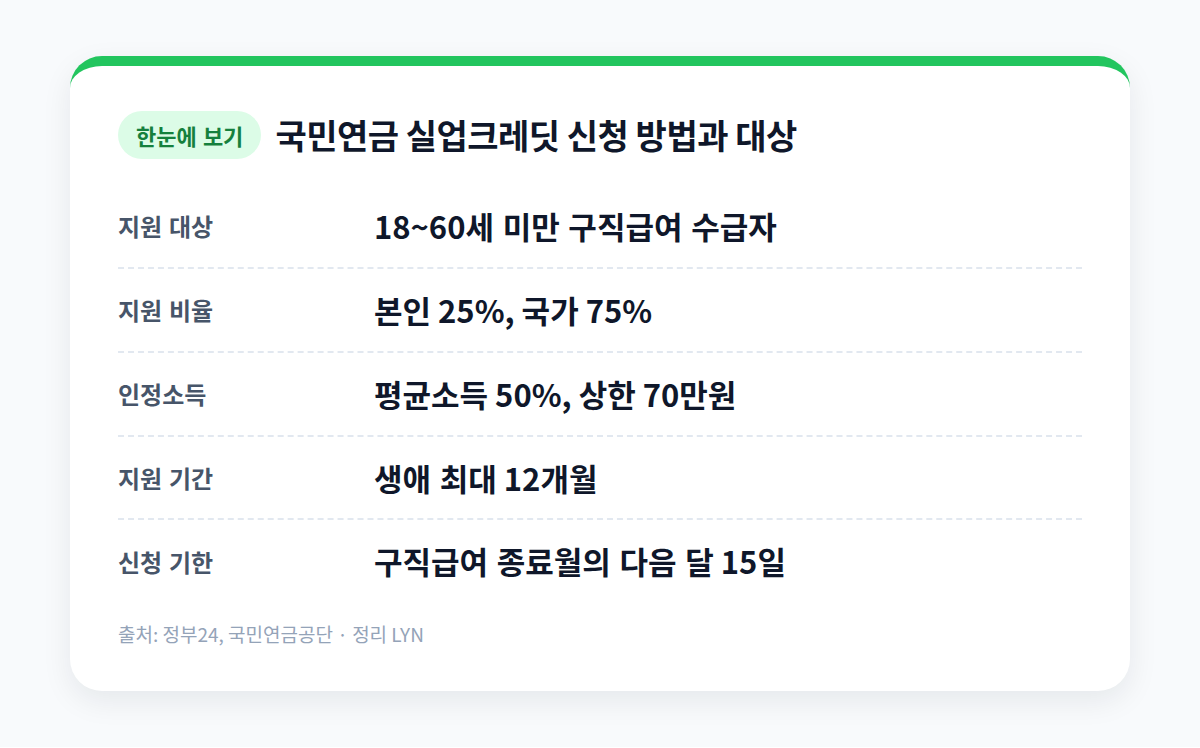 한눈에 보기 국민연금 실업크레딧 신청 방법과 대상
지원 대상 18~60세 미만 구직급여 수급자
지원 비율 본인 25%, 국가 75%
인정소득 평균소득 50%, 상한 70만원
지원 기간 생애 최대 12개월
신청 기한 구직급여 종료월의 다음 달 15일
출처: 정부24, 국민연금공단 · 정리 LYN